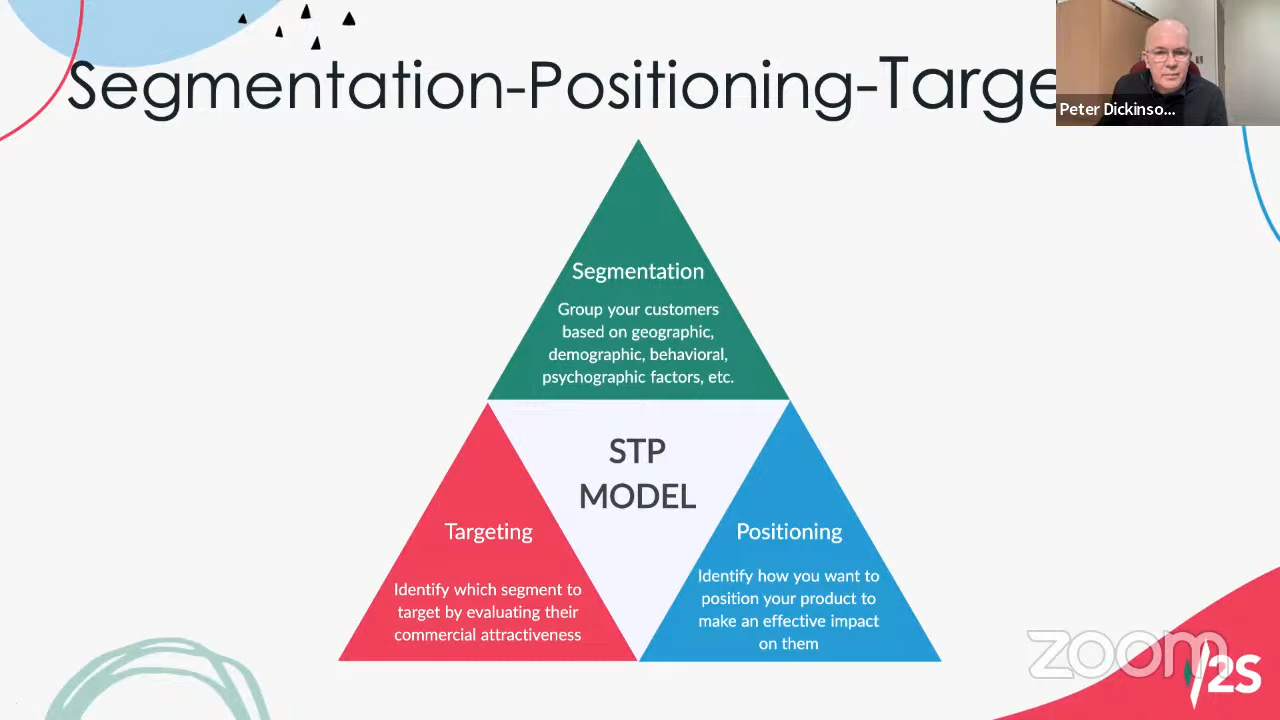 Segmentation-Positioning-Targe
Peter Dickinso...
Segmentation
Group your customers
based on geographic,
demographic, behavioral,
psychographic factors, etc.
STP
MODEL
Targeting
Identify which segment to
target by evaluating their
commercial attractiveness
Positioning
Identify how you want to
position your product to
make an effective impact
on them
zoom
2S